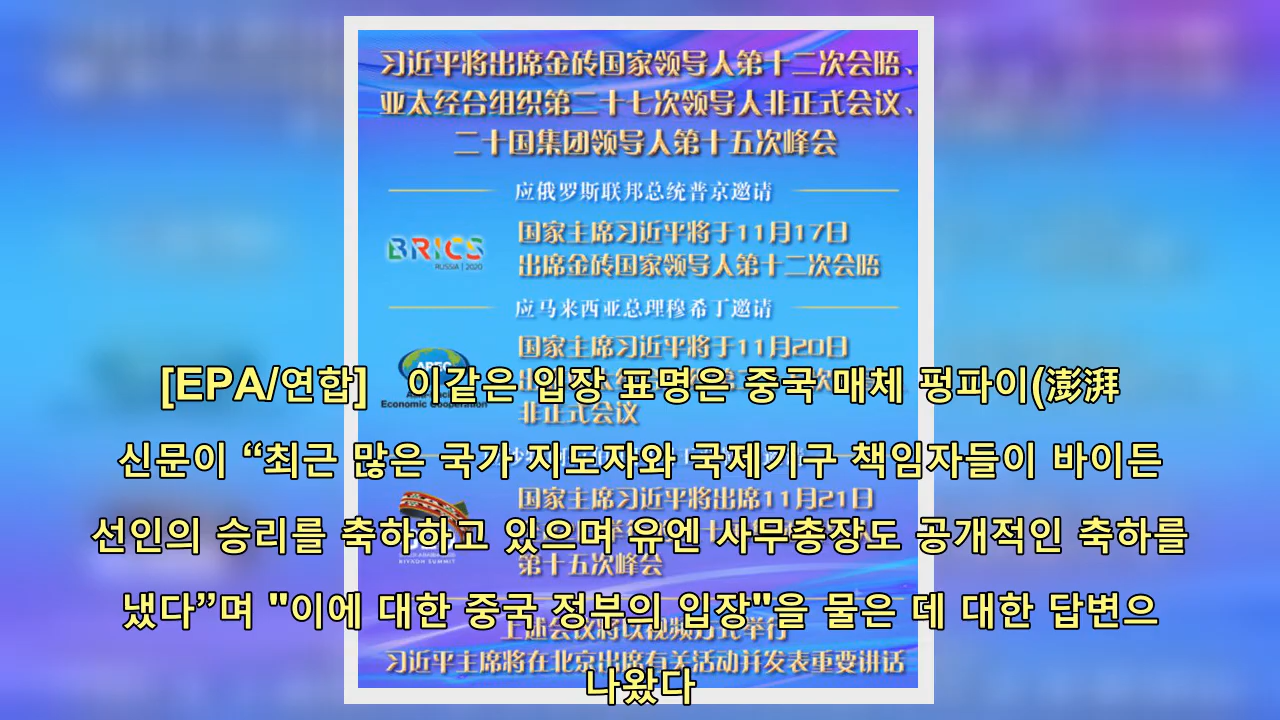 习近平将出席金砖国家领导人第十二次会晤、
亚太经合组织第二十七次领导人非正式会议、
二十国集团领导人第十五次峰会
应俄罗斯联邦总统普京邀请
BRICS
RUSSIA | 2020
国家主席习近平将于11月17日
出席金砖国家领导人第十二次会晤
应马来西亚总理穆希丁邀请
国家主席习近平将于11月20日
非正式会议
Economic Cooperation
[EPA/연합] 이같은 입장 표명은 중국 매체 펑파이(澎湃
신문이 “최근 많은 국가 지도자와 국제기구 책임자들이 바이든
国家主席习近平将出席11月21日
선인의 승리를 축하하고 있으며 유엔 사무총장도 공개적인 축하를
RIYADH SUMMIT
第十五次峰会
냈다”며 "이에 대한 중국 정부의 입장"을 물은 데 대한 답변으
上述会议将以视频方式举行
习近平主席将在北京出席有关活动并发表重要讲话
나왔다